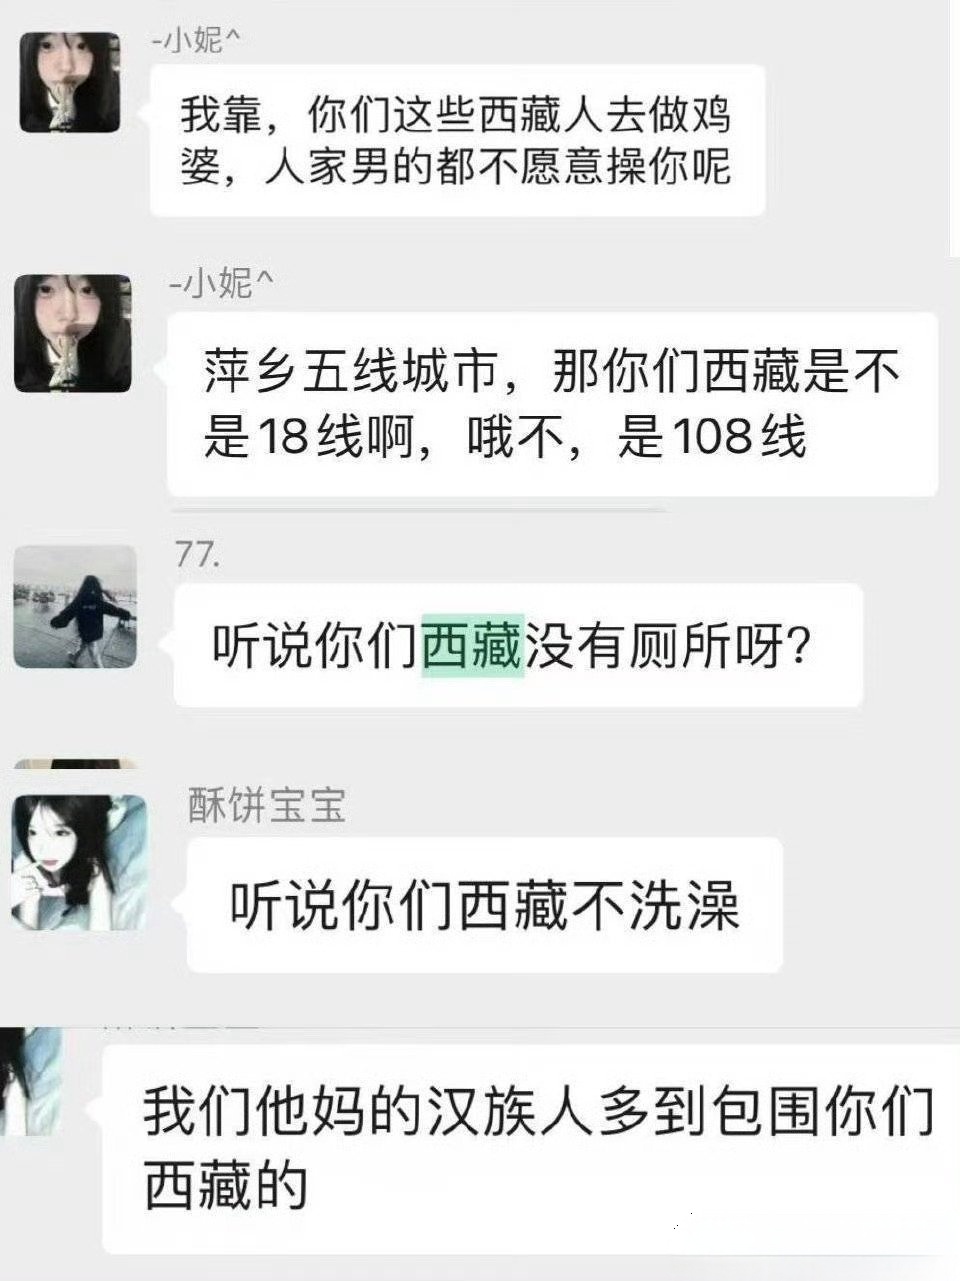 -小妮^
我靠，你们这些西藏人去做鸡
婆，人家男的都不愿意操你呢
-小妮^
萍乡五线城市，那你们西藏是不
是18线啊，哦不，是108线
77.
听说你们西藏没有厕所呀？
酥饼宝宝
听说你们西藏不洗澡
我们他妈的汉族人多到包围你们
西藏的